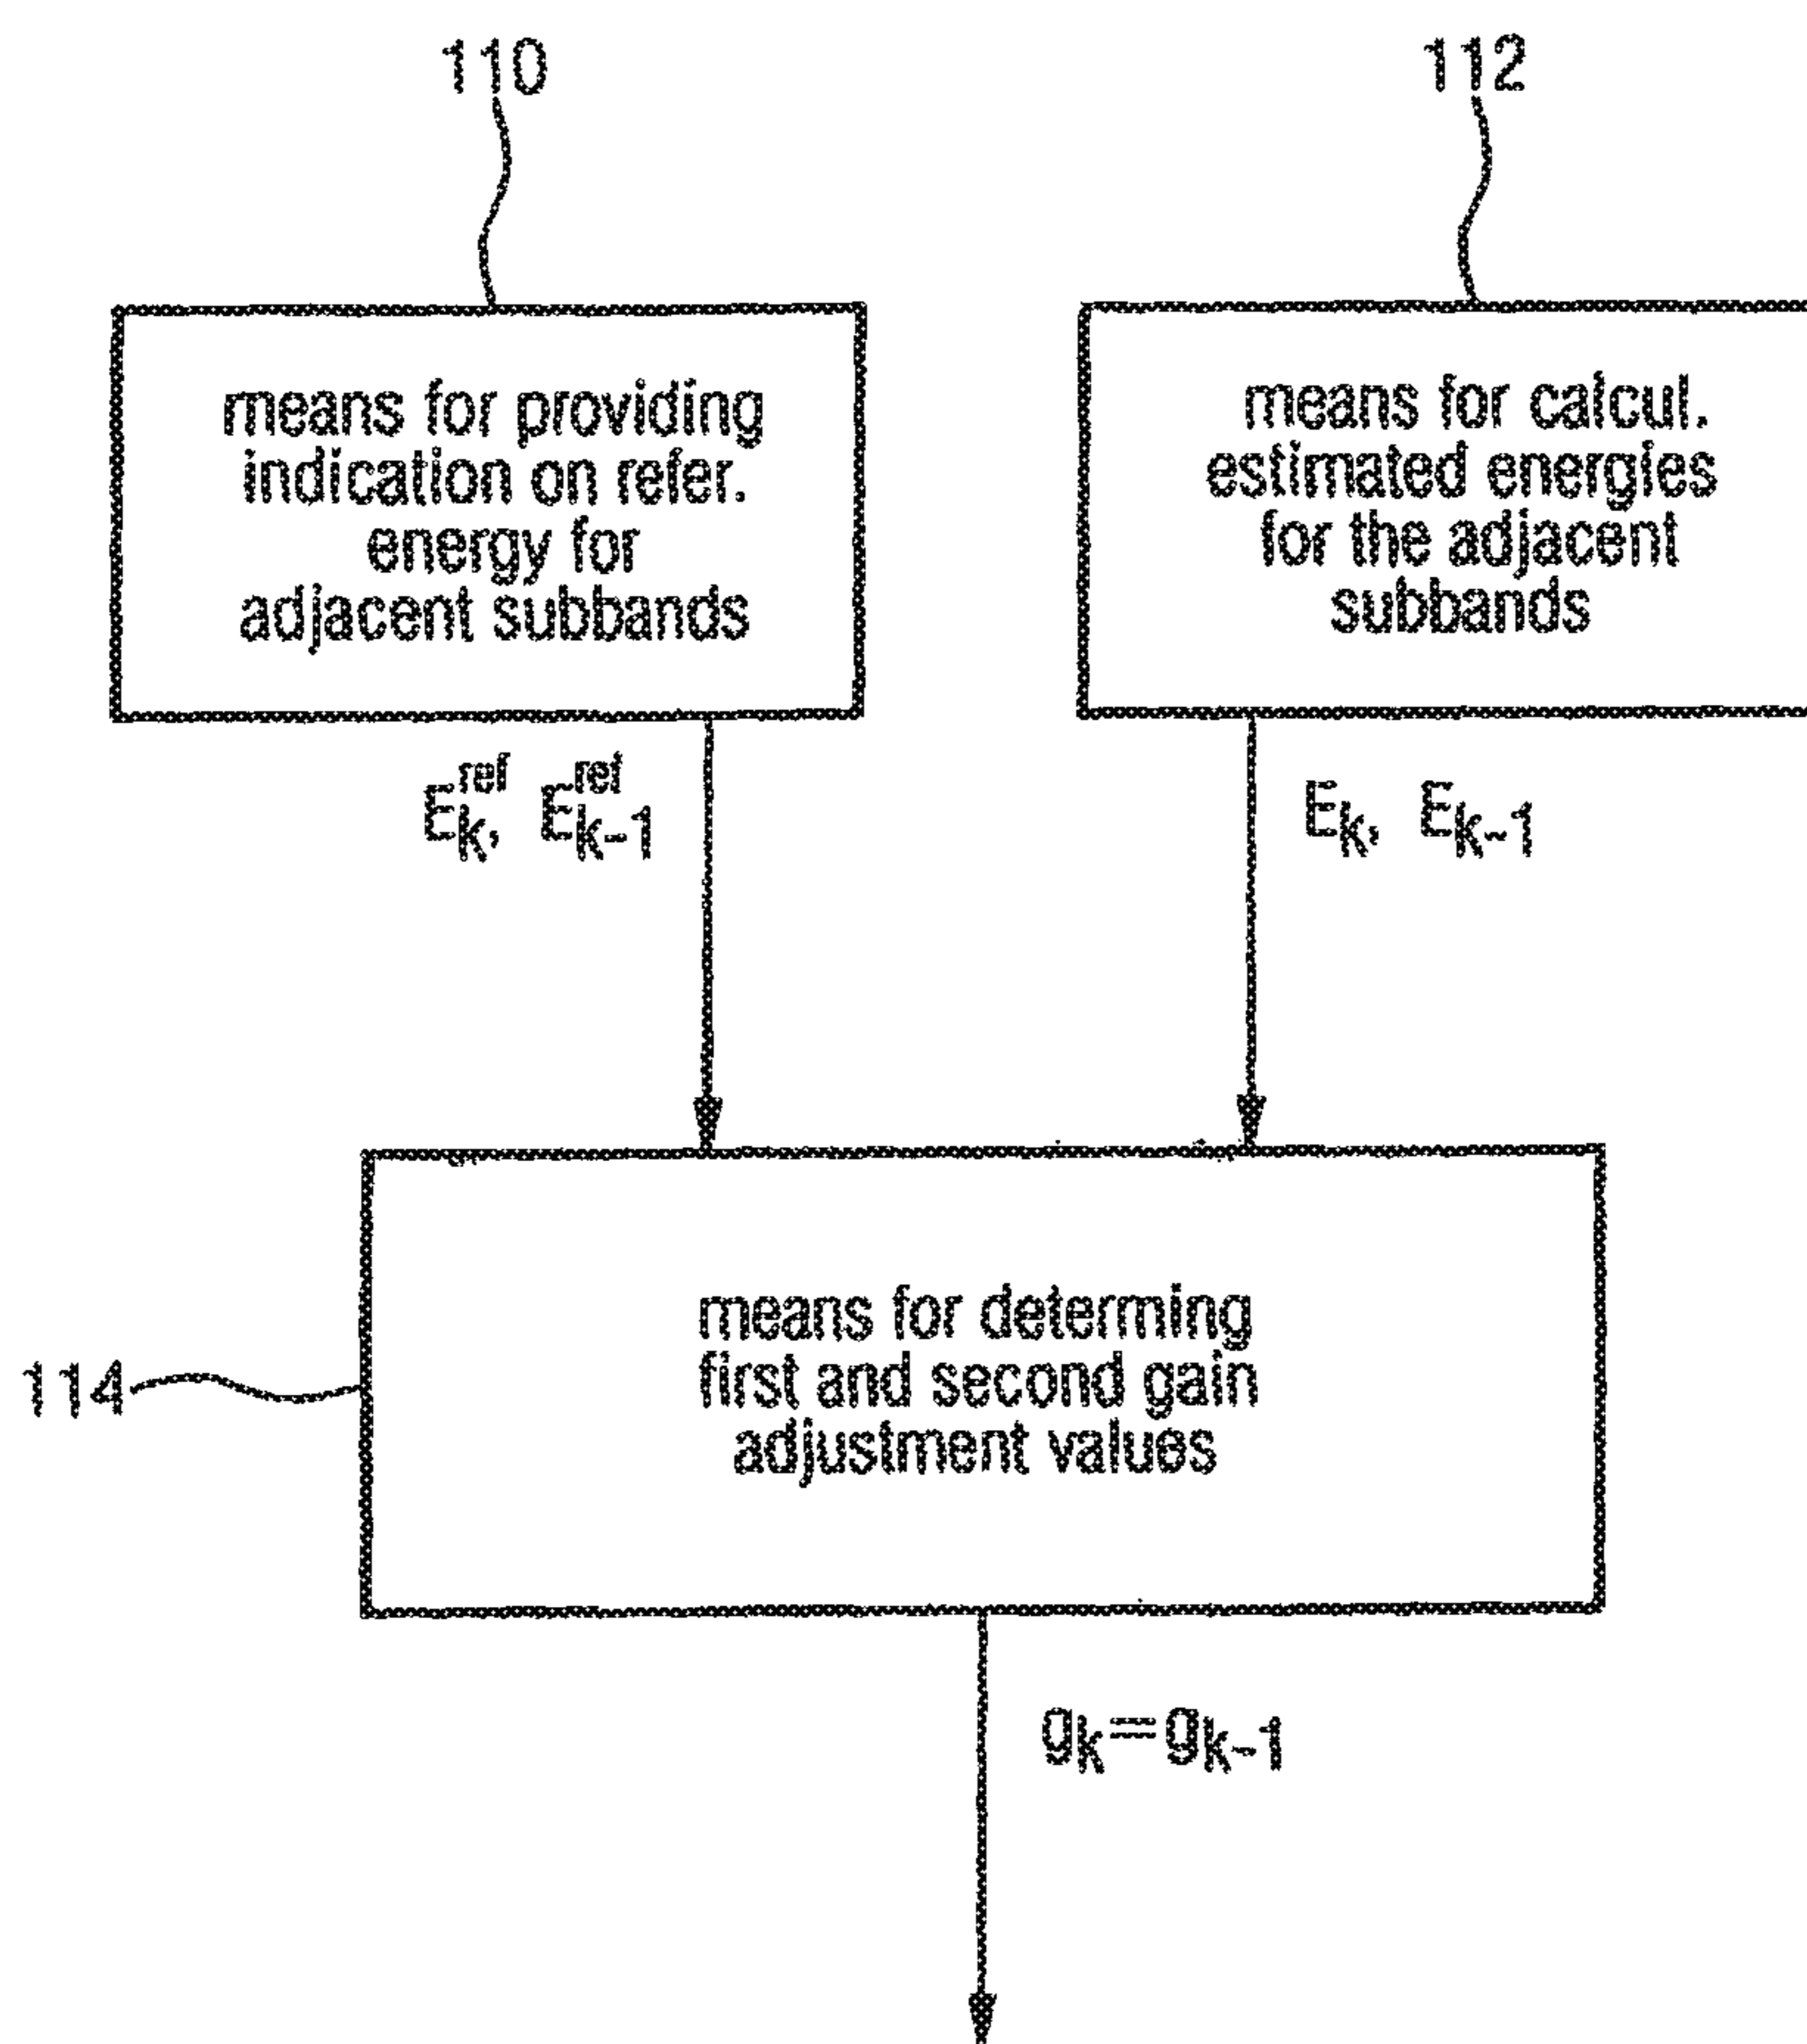 110
112
means for providing
indication on refer.
energy for
adjacent subbands
means for calcul.
estimated energies
for the adjacent
subbands
E_k^ref, E_k-1^ref
E_k, E_k-1
114
means for determing
first and second gain
adjustment values
g_k=g_k-1